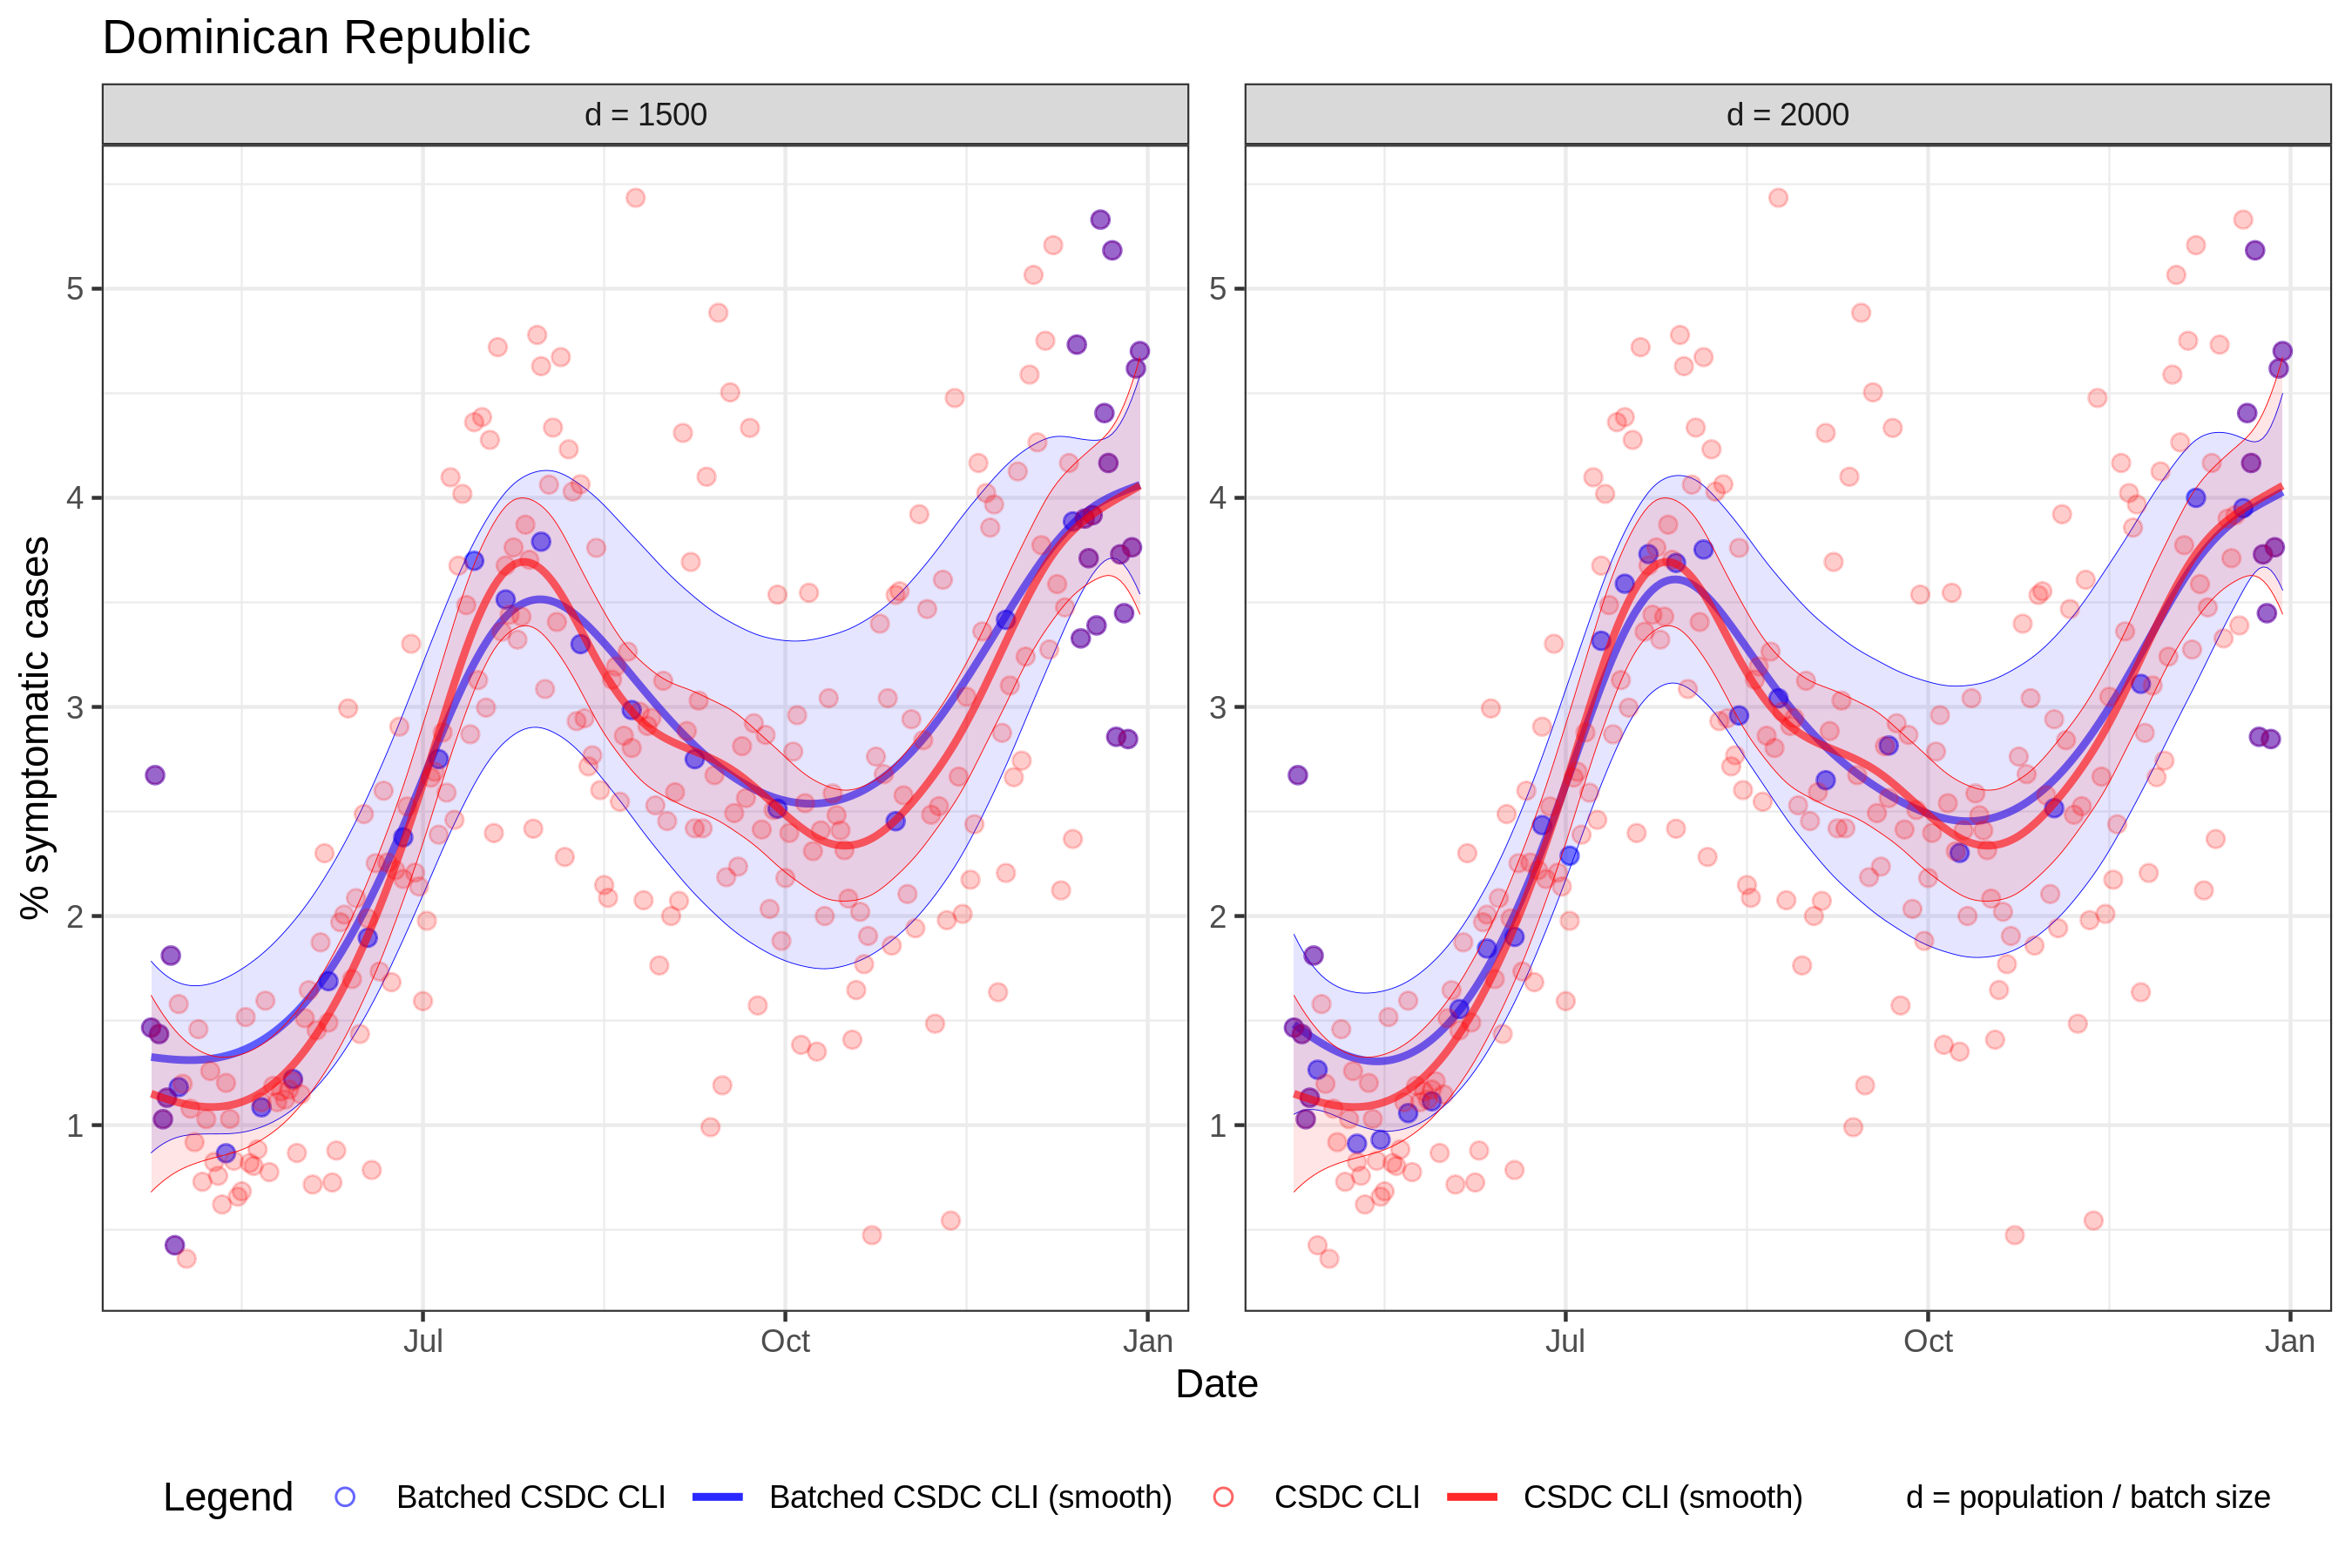 Dominican Republic
d = 1500
d = 2000
% symptomatic cases
5
4
3
2
1
5
4
3
2
1
Jul
Oct
Jan
Jul
Oct
Jan
Date
Legend
Batched CSDC CLI
Batched CSDC CLI (smooth)
CSDC CLI
CSDC CLI (smooth)
d = population / batch size